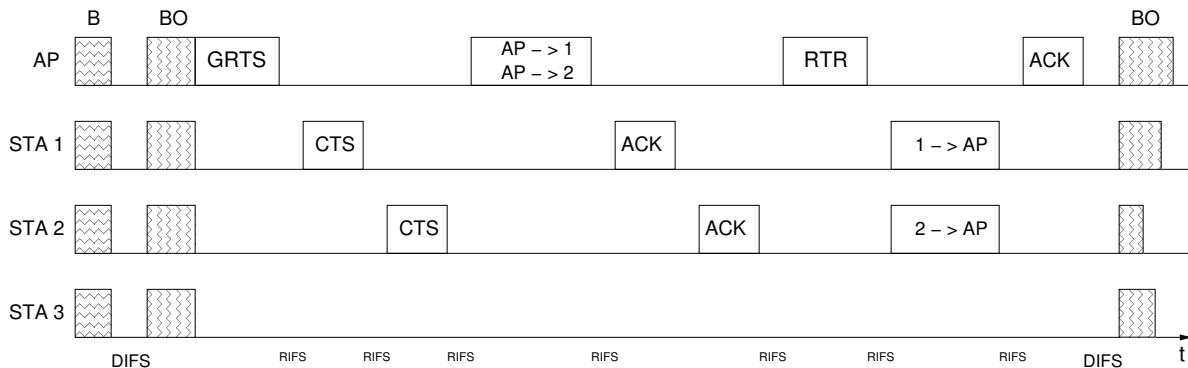 B BO BO
AP GRTS AP – > 1 RTR ACK
AP – > 2
STA 1 CTS ACK 1 – > AP
STA 2 CTS ACK 2 – > AP
STA 3
DIFS RIFS RIFS RIFS RIFS RIFS RIFS RIFS DIFS t